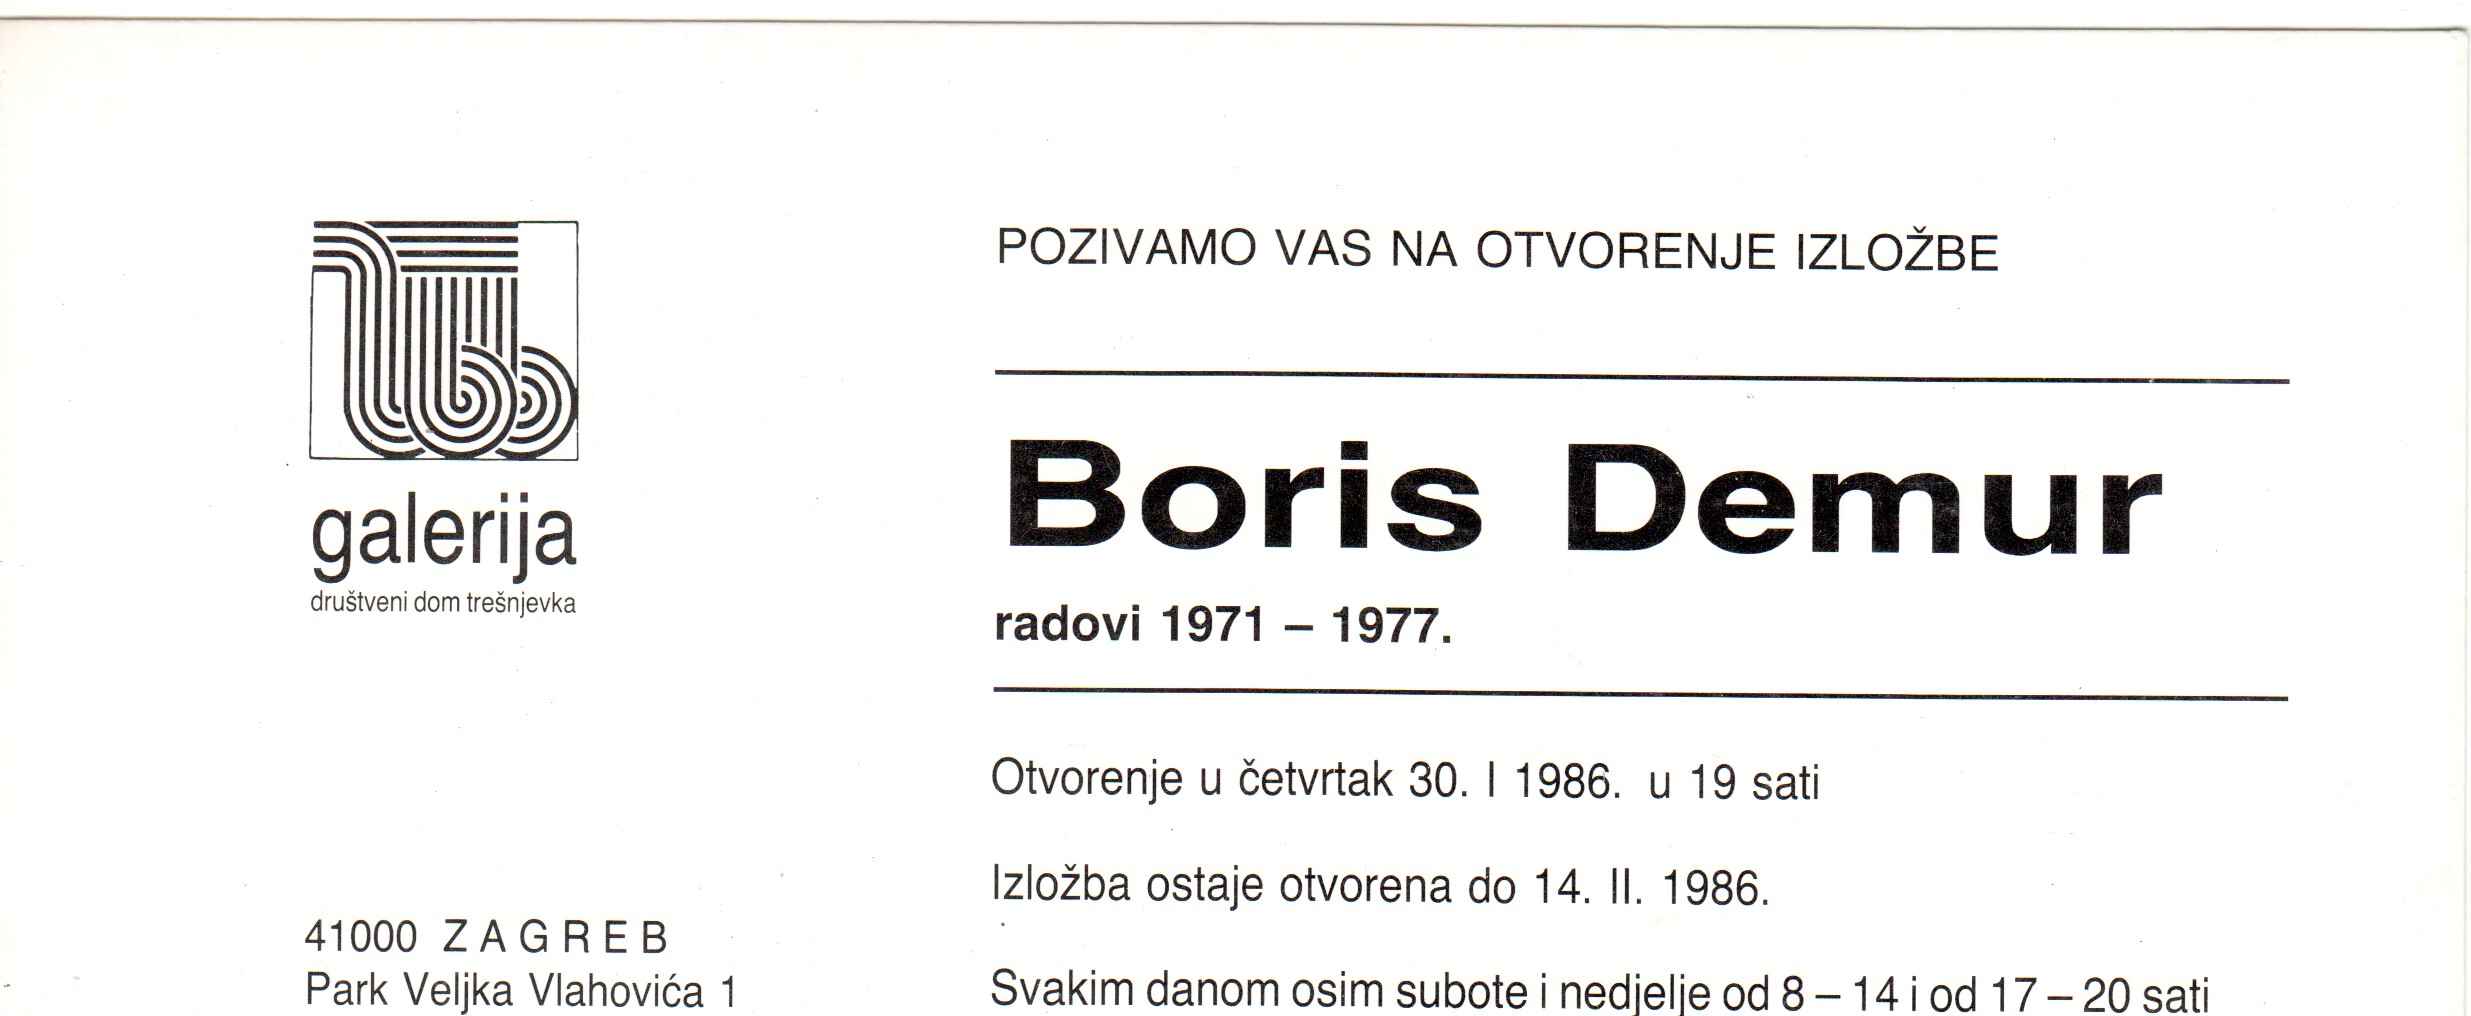 galerija
društveni dom trešnjevka
41000 ZAGREB
Park Veljka Vlahovića 1
POZIVAMO VAS NA OTVORENJE IZLOŽBE
Boris Demur
radovi 1971 – 1977.
Otvorenje u četvrtak 30. I 1986. u 19 sati
Izložba ostaje otvorena do 14. II. 1986.
Svakim danom osim subote i nedjelje od 8 – 14 i od 17 – 20 sati